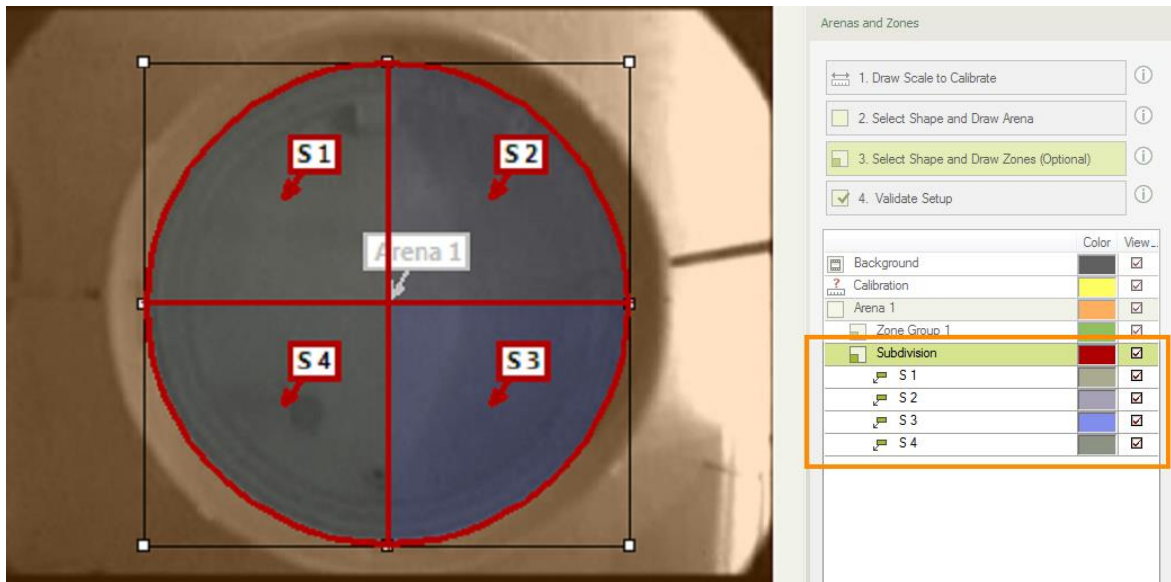 S 1
S 2
Arena 1
S 4
S 3
Arenas and Zones
1. Draw Scale to Calibrate
2. Select Shape and Draw Arena
3. Select Shape and Draw Zones (Optional)
4. Validate Setup
Color View...
Background
? Calibration
Arena 1
Zone Group 1
Subdivision
S 1
S 2
S 3
S 4